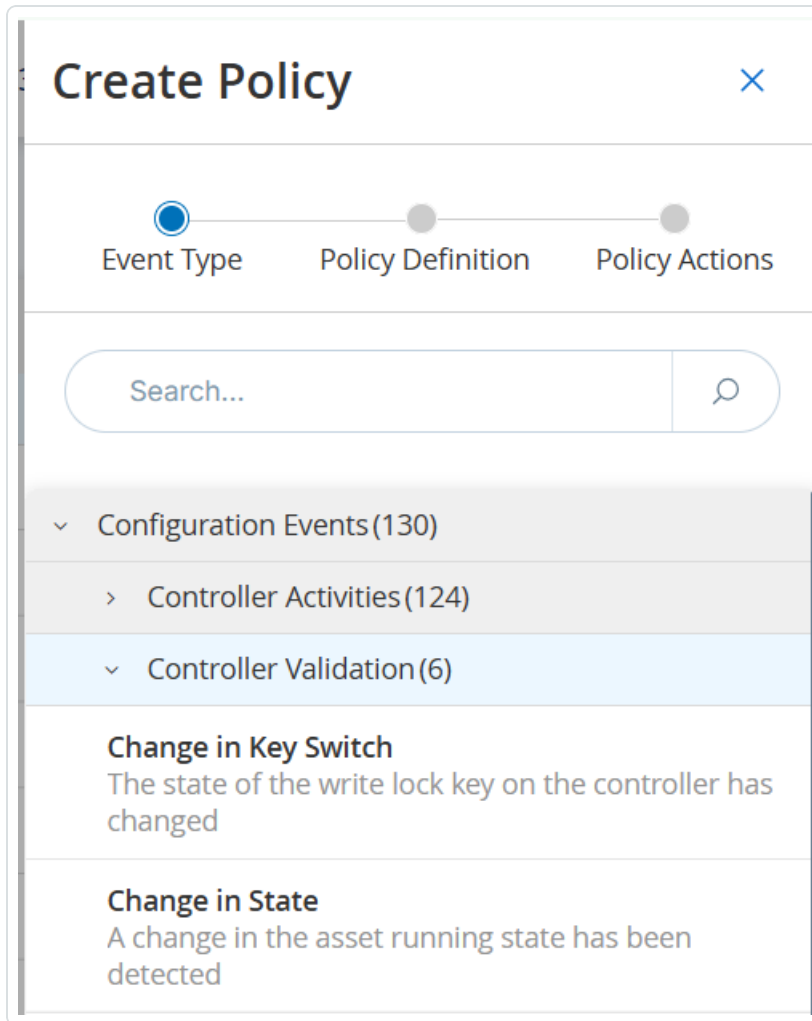 Create Policy
Event Type
Policy Definition
Policy Actions
Search...
Configuration Events (130)
Controller Activities (124)
Controller Validation (6)
Change in Key Switch
The state of the write lock key on the controller has
changed
Change in State
A change in the asset running state has been
detected